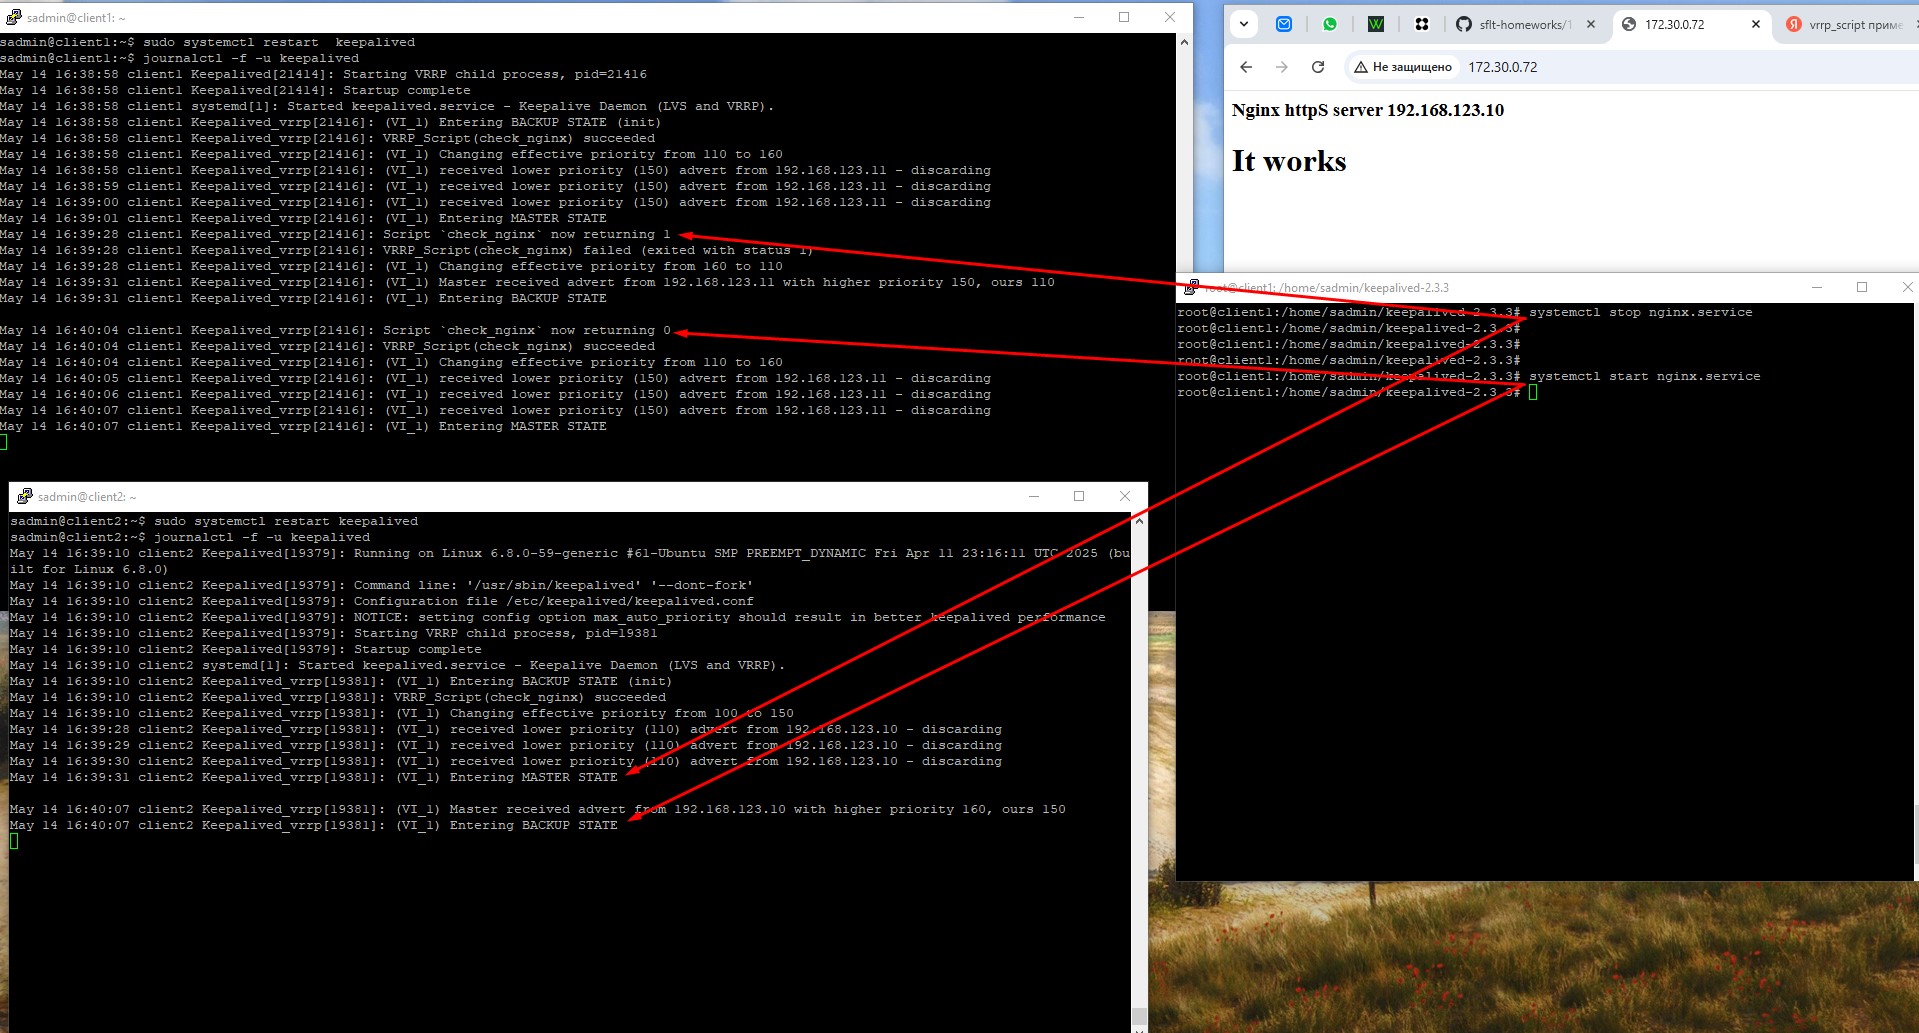 sadmin@client1: ~
sadmin@client1:~$ sudo systemctl restart  keepalived
sadmin@client1:~$ journalctl -f -u keepalived
May 14 16:38:58 client1 Keepalived[21414]: Starting VRRP child process, pid=21416
May 14 16:38:58 client1 Keepalived[21414]: Startup complete
May 14 16:38:58 client1 systemd[1]: Started keepalived.service - Keepalive Daemon (LVS and VRRP).
May 14 16:38:58 client1 Keepalived_vrrp[21416]: (VI_1) Entering BACKUP STATE (init)
May 14 16:38:58 client1 Keepalived_vrrp[21416]: VRRP_Script(check_nginx) succeeded
May 14 16:38:58 client1 Keepalived_vrrp[21416]: (VI_1) Changing effective priority from 110 to 160
May 14 16:38:58 client1 Keepalived_vrrp[21416]: (VI_1) received lower priority (150) advert from 192.168.123.11 - discarding
May 14 16:38:59 client1 Keepalived_vrrp[21416]: (VI_1) received lower priority (150) advert from 192.168.123.11 - discarding
May 14 16:39:00 client1 Keepalived_vrrp[21416]: (VI_1) received lower priority (150) advert from 192.168.123.11 - discarding
May 14 16:39:01 client1 Keepalived_vrrp[21416]: (VI_1) Entering MASTER STATE
May 14 16:39:28 client1 Keepalived_vrrp[21416]: Script `check_nginx` now returning 1
May 14 16:39:28 client1 Keepalived_vrrp[21416]: VRRP_Script(check_nginx) failed (exited with status 1)
May 14 16:39:28 client1 Keepalived_vrrp[21416]: (VI_1) Changing effective priority from 160 to 110
May 14 16:39:31 client1 Keepalived_vrrp[21416]: (VI_1) Master received advert from 192.168.123.11 with higher priority 150, ours 110
May 14 16:39:31 client1 Keepalived_vrrp[21416]: (VI_1) Entering BACKUP STATE
May 14 16:40:04 client1 Keepalived_vrrp[21416]: Script `check_nginx` now returning 0
May 14 16:40:04 client1 Keepalived_vrrp[21416]: VRRP_Script(check_nginx) succeeded
May 14 16:40:04 client1 Keepalived_vrrp[21416]: (VI_1) Changing effective priority from 110 to 160
May 14 16:40:05 client1 Keepalived_vrrp[21416]: (VI_1) received lower priority (150) advert from 192.168.123.11 - discarding
May 14 16:40:06 client1 Keepalived_vrrp[21416]: (VI_1) received lower priority (150) advert from 192.168.123.11 - discarding
May 14 16:40:07 client1 Keepalived_vrrp[21416]: (VI_1) received lower priority (150) advert from 192.168.123.11 - discarding
May 14 16:40:07 client1 Keepalived_vrrp[21416]: (VI_1) Entering MASTER STATE
sflt-homeworks/1
172.30.0.72
vrrp_script приме
Не защищено
172.30.0.72
Nginx httpS server 192.168.123.10
It works
root@client1: /home/sadmin/keepalived-2.3.3
root@client1:/home/sadmin/keepalived-2.3.3# systemctl stop nginx.service
root@client1:/home/sadmin/keepalived-2.3.3#
root@client1:/home/sadmin/keepalived-2.3.3#
root@client1:/home/sadmin/keepalived-2.3.3#
root@client1:/home/sadmin/keepalived-2.3.3# systemctl start nginx.service
root@client1:/home/sadmin/keepalived-2.3.3#
sadmin@client2: ~
sadmin@client2:~$ sudo systemctl restart keepalived
sadmin@client2:~$ journalctl -f -u keepalived
May 14 16:39:10 client2 Keepalived[19379]: Running on Linux 6.8.0-59-generic #61-Ubuntu SMP PREEMPT_DYNAMIC Fri Apr 11 23:16:11 UTC 2025 (bu
ilt for Linux 6.8.0)
May 14 16:39:10 client2 Keepalived[19379]: Command line: '/usr/sbin/keepalived' '--dont-fork'
May 14 16:39:10 client2 Keepalived[19379]: Configuration file /etc/keepalived/keepalived.conf
May 14 16:39:10 client2 Keepalived[19379]: NOTICE: setting config option max_auto_priority should result in better keepalived performance
May 14 16:39:10 client2 Keepalived[19379]: Starting VRRP child process, pid=19381
May 14 16:39:10 client2 Keepalived[19379]: Startup complete
May 14 16:39:10 client2 systemd[1]: Started keepalived.service - Keepalive Daemon (LVS and VRRP).
May 14 16:39:10 client2 Keepalived_vrrp[19381]: (VI_1) Entering BACKUP STATE (init)
May 14 16:39:10 client2 Keepalived_vrrp[19381]: VRRP_Script(check_nginx) succeeded
May 14 16:39:10 client2 Keepalived_vrrp[19381]: (VI_1) Changing effective priority from 100 to 150
May 14 16:39:28 client2 Keepalived_vrrp[19381]: (VI_1) received lower priority (110) advert from 192.168.123.10 - discarding
May 14 16:39:29 client2 Keepalived_vrrp[19381]: (VI_1) received lower priority (110) advert from 192.168.123.10 - discarding
May 14 16:39:30 client2 Keepalived_vrrp[19381]: (VI_1) received lower priority (110) advert from 192.168.123.10 - discarding
May 14 16:39:31 client2 Keepalived_vrrp[19381]: (VI_1) Entering MASTER STATE
May 14 16:40:07 client2 Keepalived_vrrp[19381]: (VI_1) Master received advert from 192.168.123.10 with higher priority 160, ours 150
May 14 16:40:07 client2 Keepalived_vrrp[19381]: (VI_1) Entering BACKUP STATE